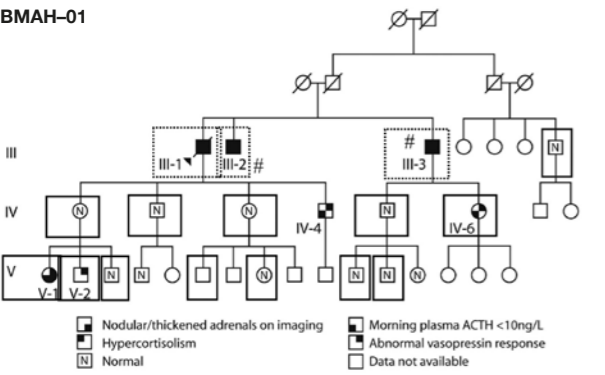 BMAH–01
III
III-1
III-2 #
#
III-3
N
IV
N
N
N
IV-4
N
IV-6
V
V-1
V-2
N
N
N
N
N
N
Nodular/thickened adrenals on imaging
Morning plasma ACTH <10ng/L
Hypercortisolism
Abnormal vasopressin response
N Normal
Data not available